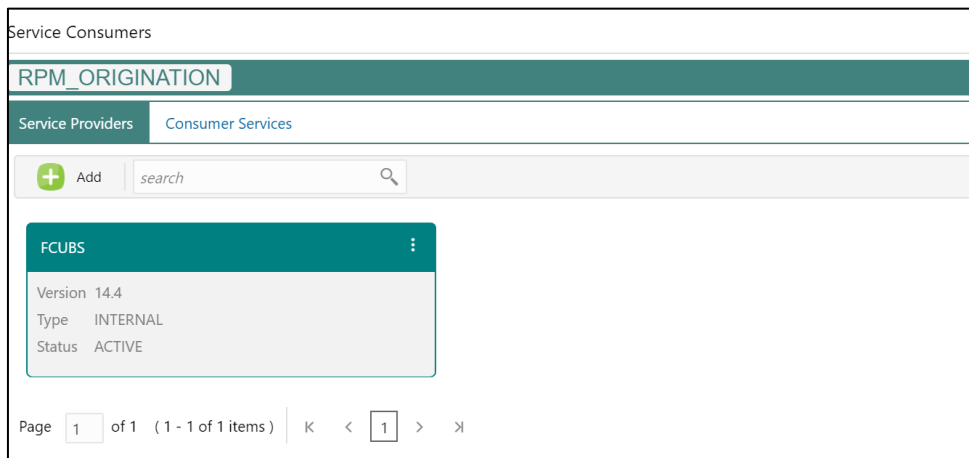 Service Consumers
RPM_ORIGINATION
Service Providers Consumer Services
Add search
FCUBS
Version 14.4
Type INTERNAL
Status ACTIVE
Page 1 of 1 ( 1 - 1 of 1 items ) 1